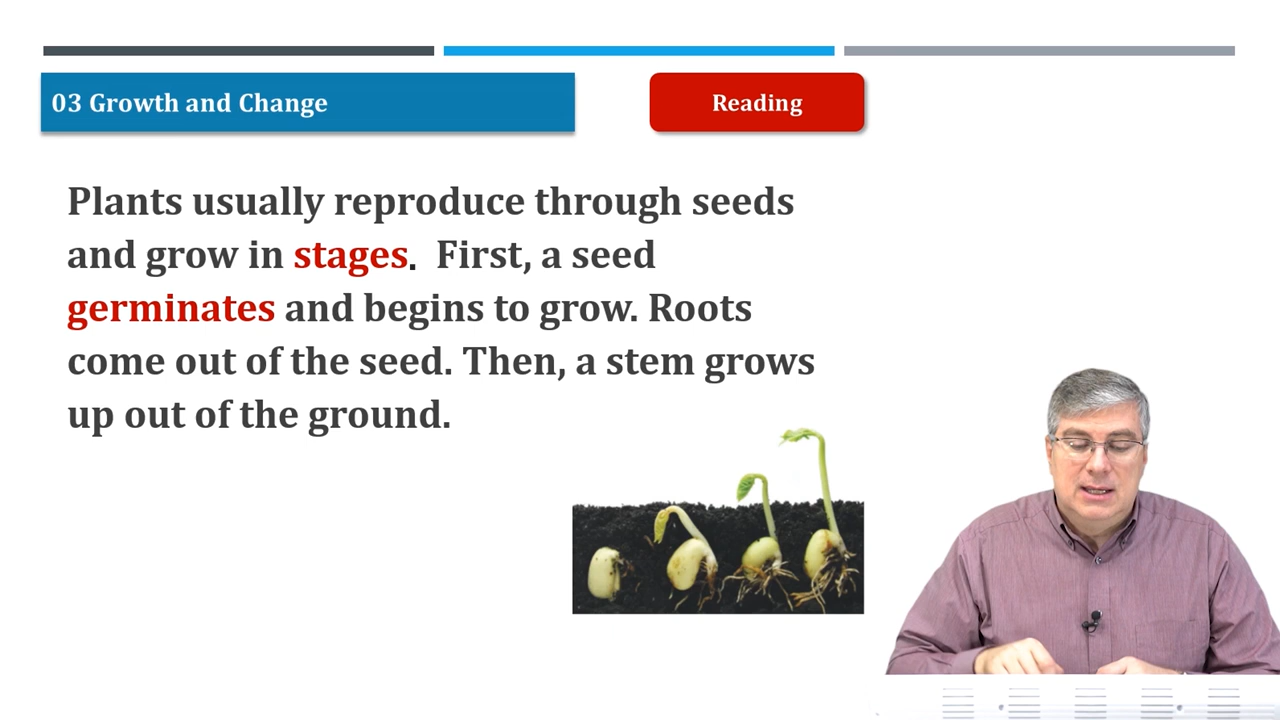 03 Growth and Change
Reading
Plants usually reproduce through seeds
and grow in stages. First, a seed
germinates and begins to grow. Roots
come out of the seed. Then, a stem grows
up out of the ground.